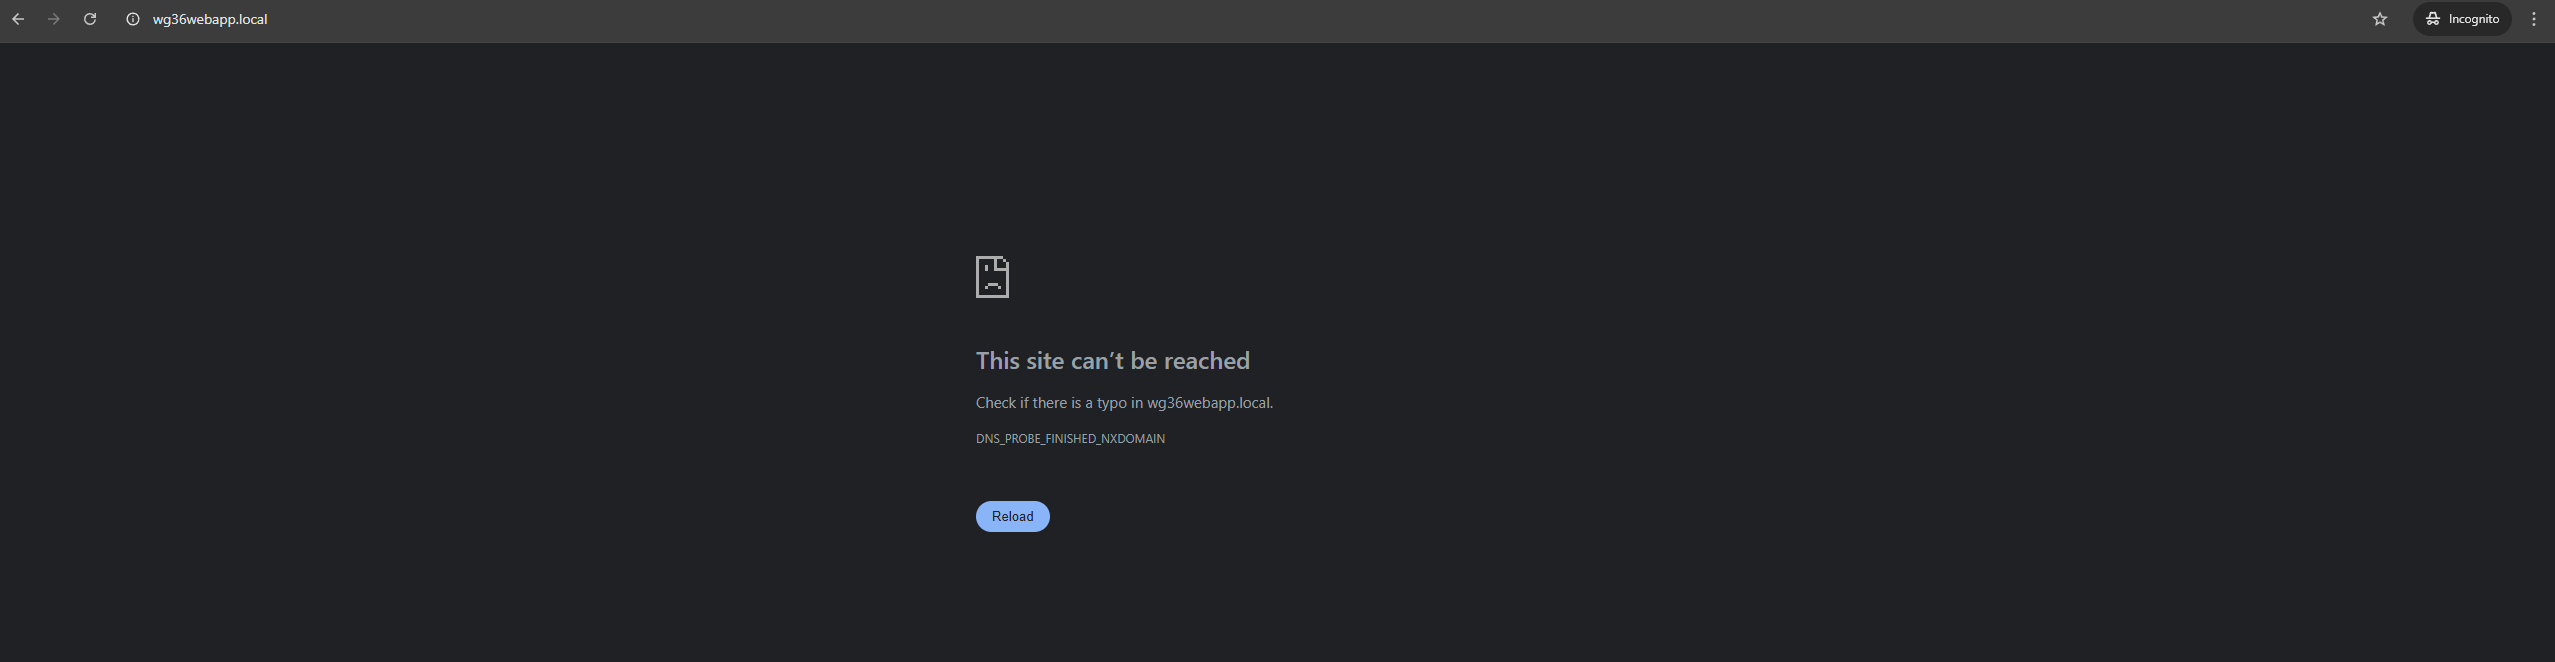 wg36webapp.local
Incognito
This site can’t be reached
Check if there is a typo in wg36webapp.local.
DNS_PROBE_FINISHED_NXDOMAIN
Reload